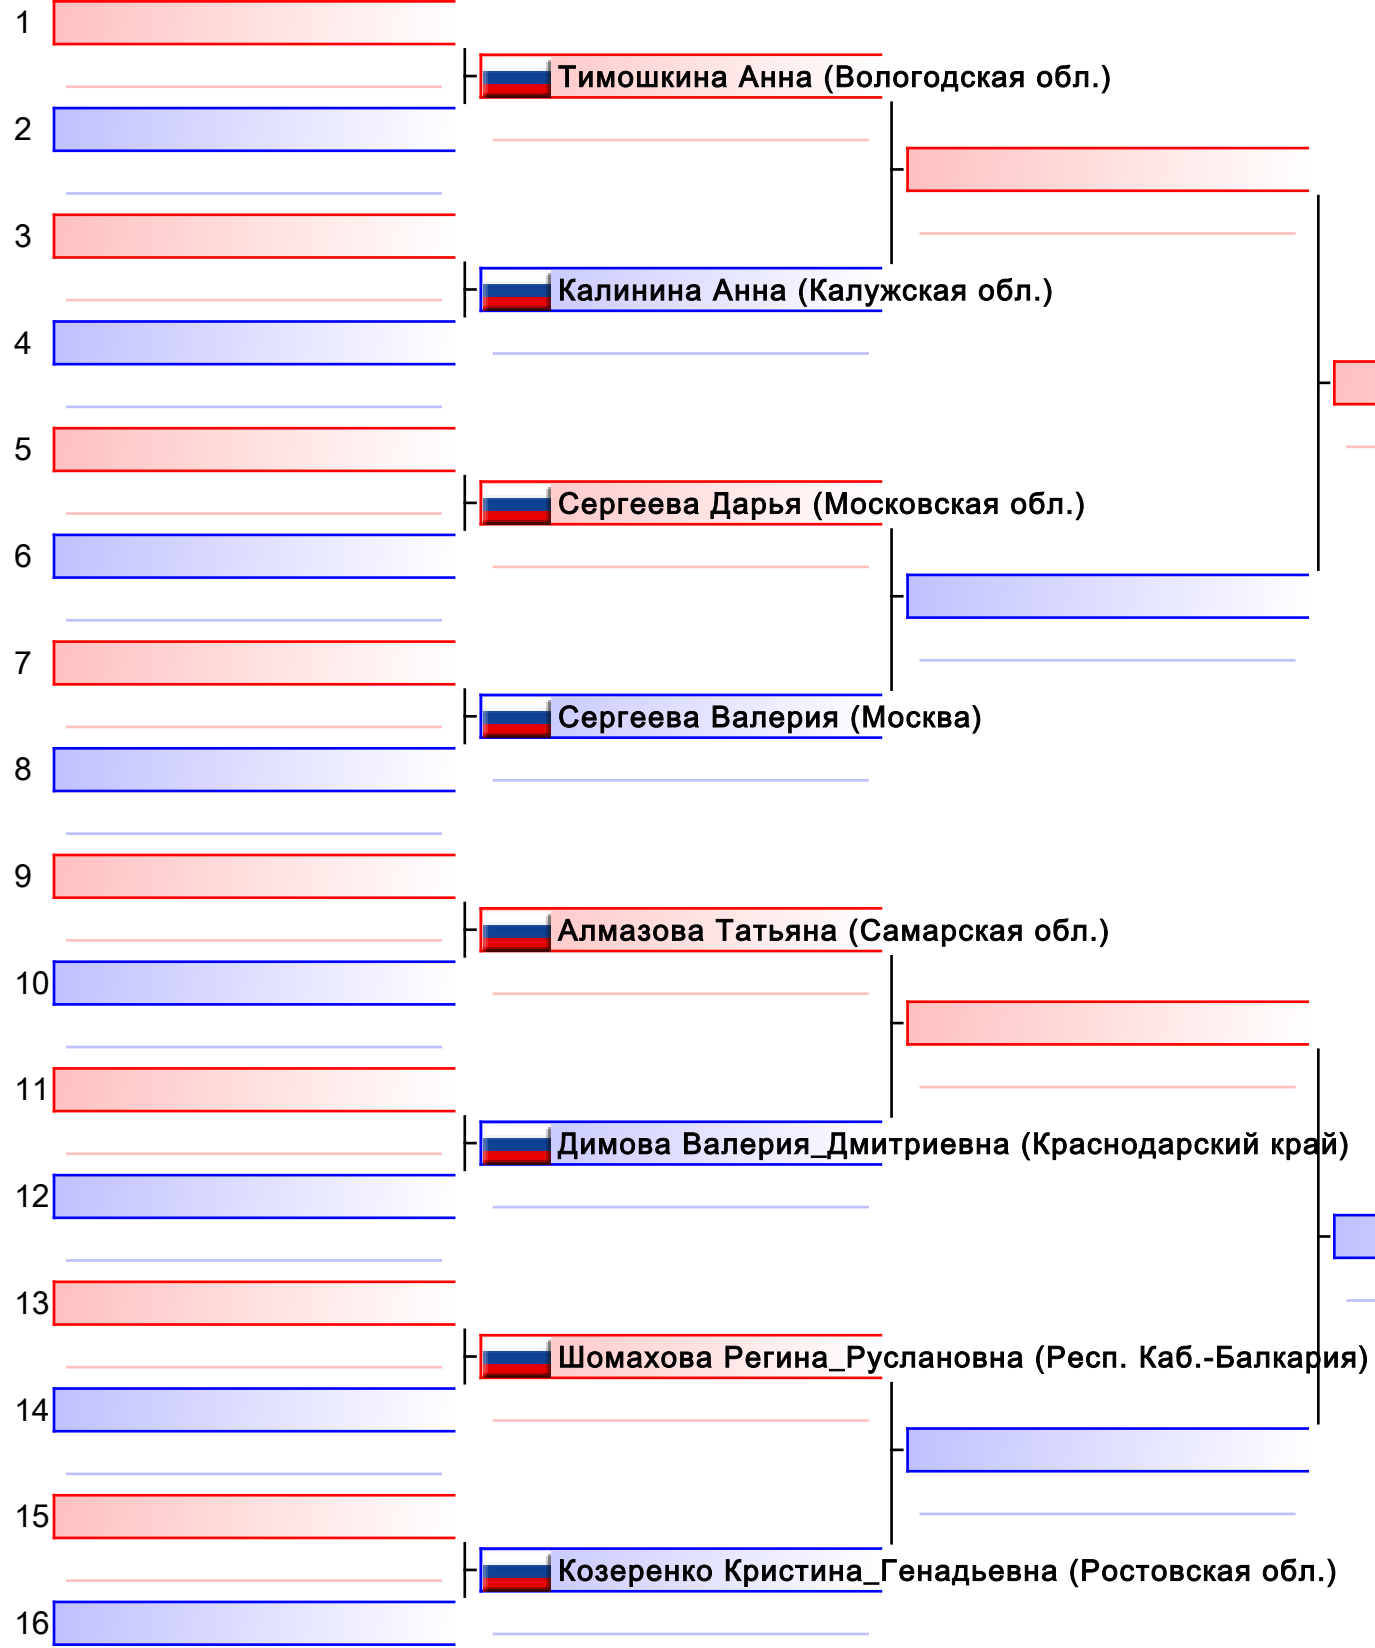 1
Тимошкина Анна (Вологодская обл.)
2
3
Калинина Анна (Калужская обл.)
4
5
Сергеева Дарья (Московская обл.)
6
7
Сергеева Валерия (Москва)
8
9
Алмазова Татьяна (Самарская обл.)
10
11
Димова Валерия_Дмитриевна (Краснодарский край)
12
13
Шомахова Регина_Руслановна (Респ. Каб.-Балкария)
14
15
Козеренко Кристина_Генадьевна (Ростовская обл.)
16